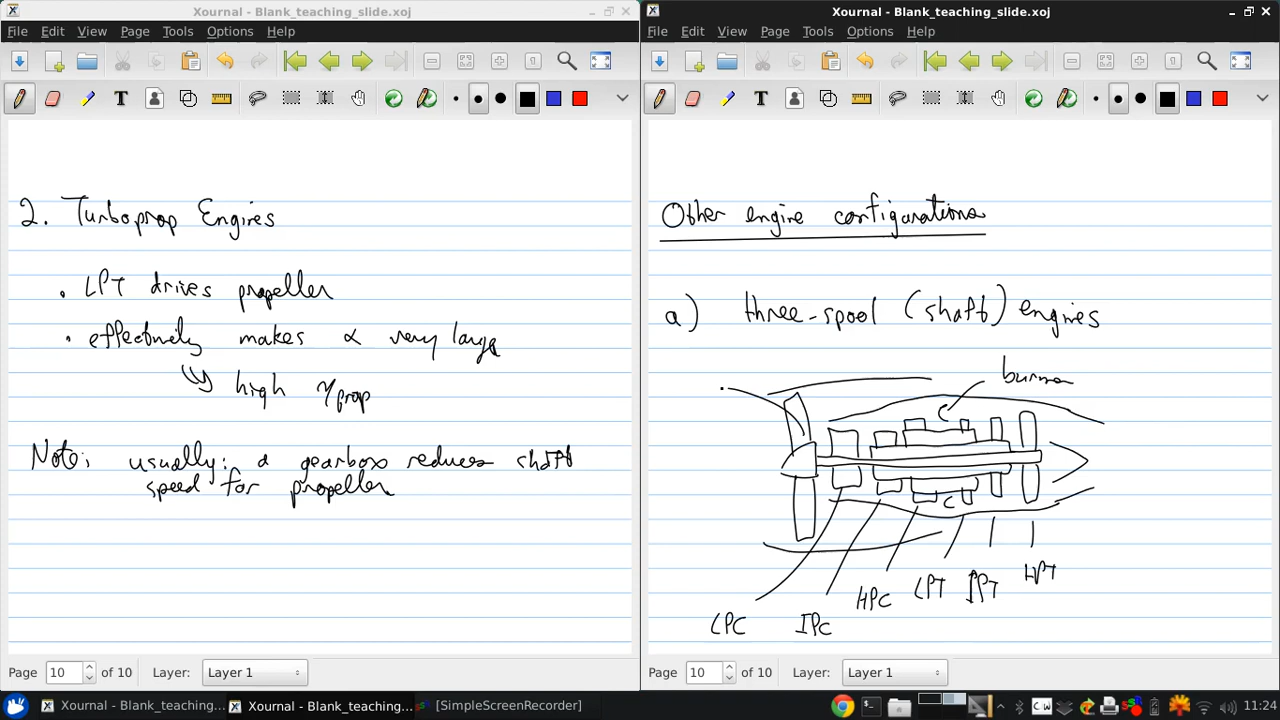 Xournal - Blank_teaching_slide.xoj
File Edit View Page Tools Options Help
2. Turboprop Engines
. LPT drives propeller
. effectively makes α very large
↳ high ηprop
Note: usually: a gearbox reduces shaft
speed for propeller
Page 10 of 10 Layer: Layer 1
Xournal - Blank_teaching_slide.xoj
File Edit View Page Tools Options Help
Other engine configurations
a) three-spool (shaft) engines
burner
C
C
LPC IPC HPC LPT IPT
Page 10 of 10 Layer: Layer 1
Xournal - Blank_teaching... Xournal - Blank_teaching... [SimpleScreenRecorder] 11:24